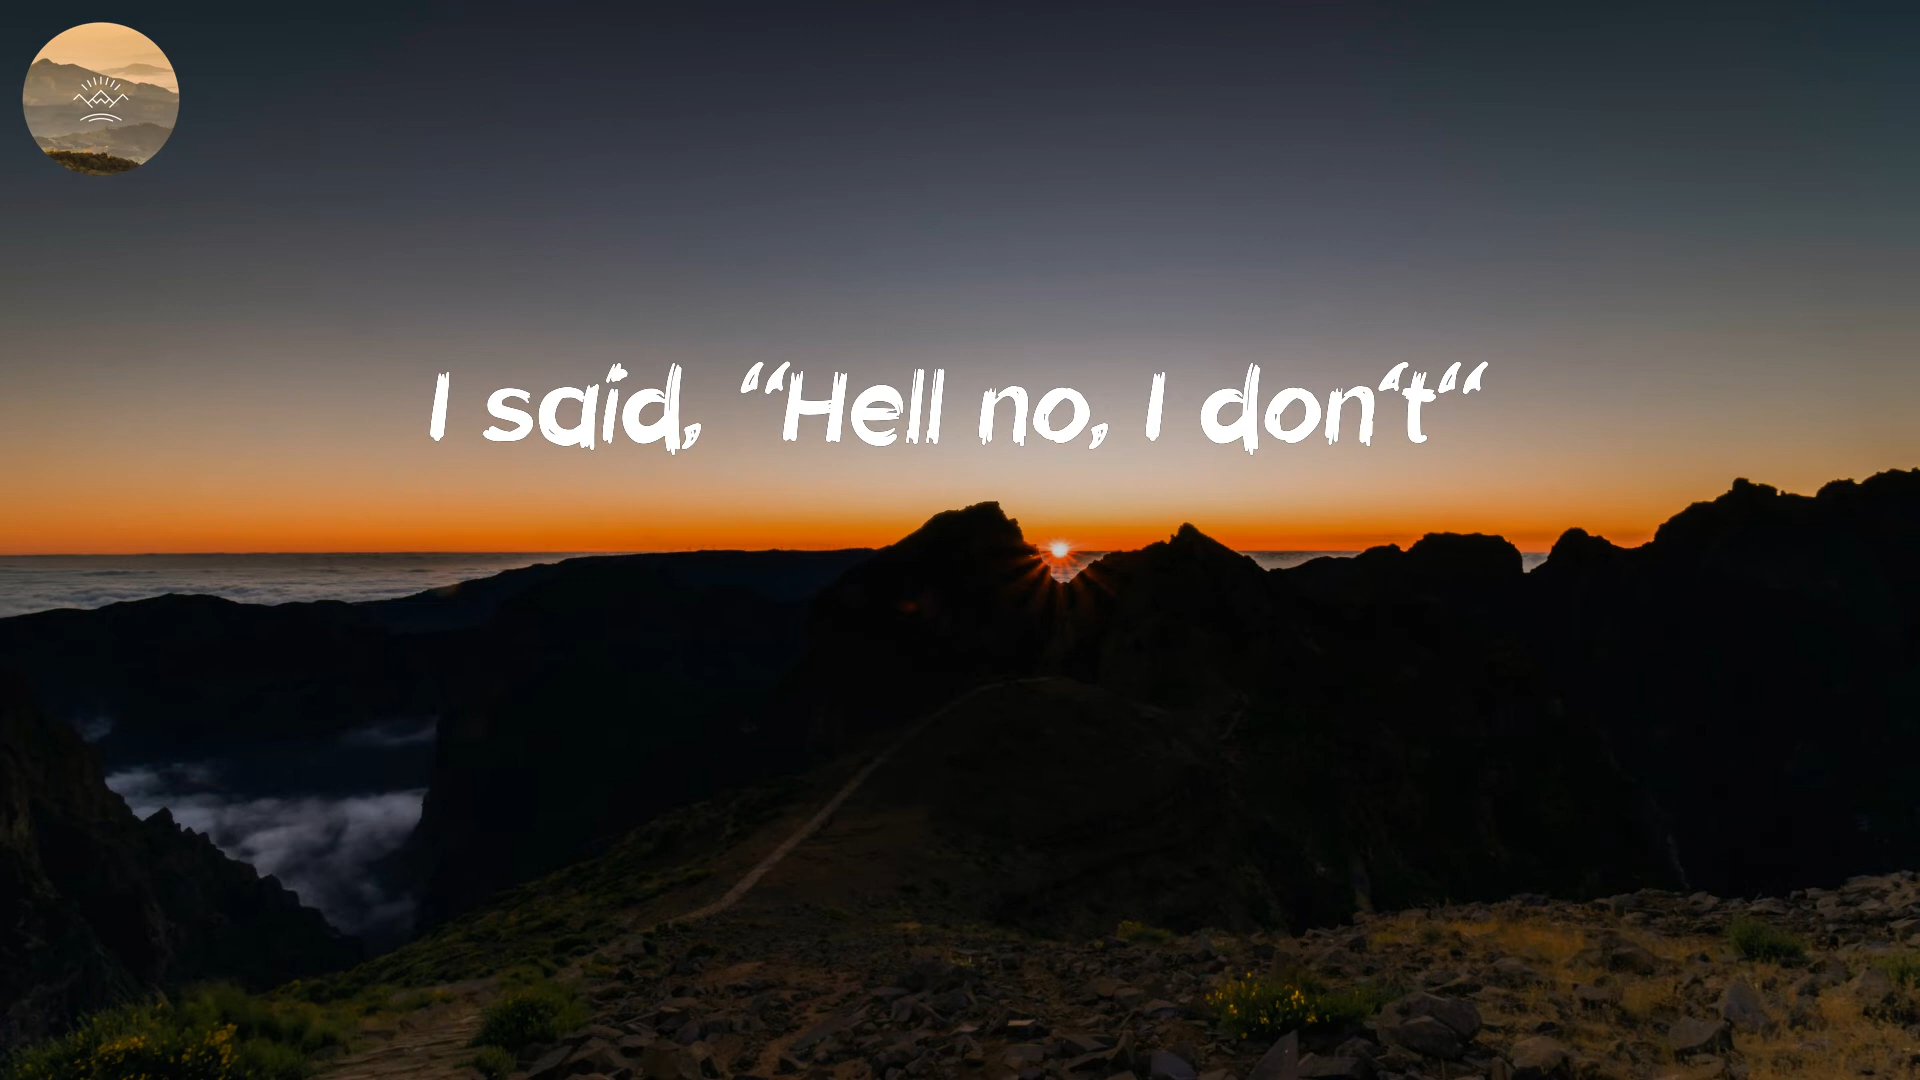 I said, “Hell no, I don‘t“